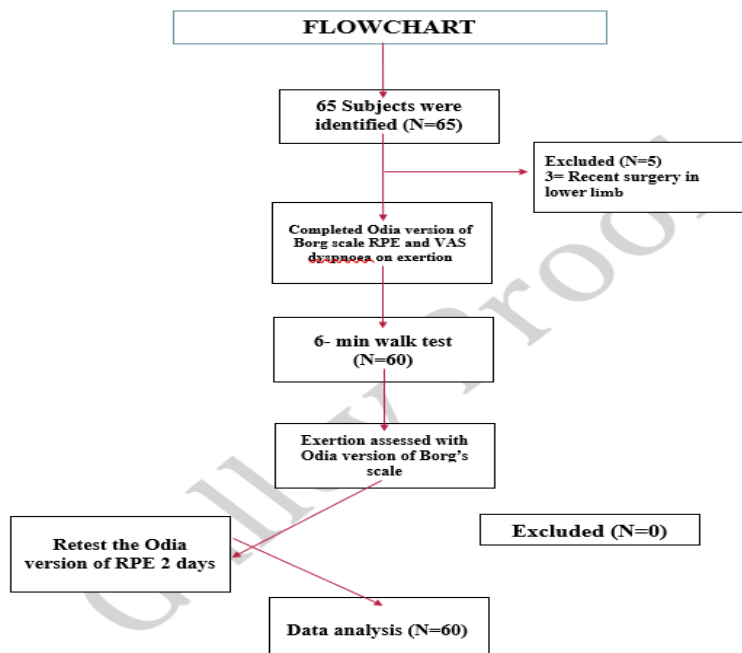 FLOWCHART
65 Subjects were
identified (N=65)
Excluded (N=5)
3= Recent surgery in
lower limb
Completed Odia version of
Borg scale RPE and VAS
dyspnoea on exertion
6- min walk test
(N=60)
Exertion assessed with
Odia version of Borg's
scale
Excluded (N=0)
Retest the Odia
version of RPE 2 days
Data analysis (N=60)